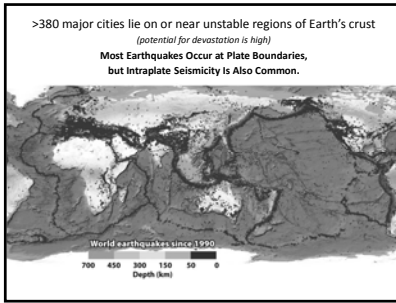 >380 major cities lie on or near unstable regions of Earth’s crust
(potential for devastation is high)
Most Earthquakes Occur at Plate Boundaries,
but Intraplate Seismicity Is Also Common.
World earthquakes since 1990
700 450 300 150 50 0
Depth (km)